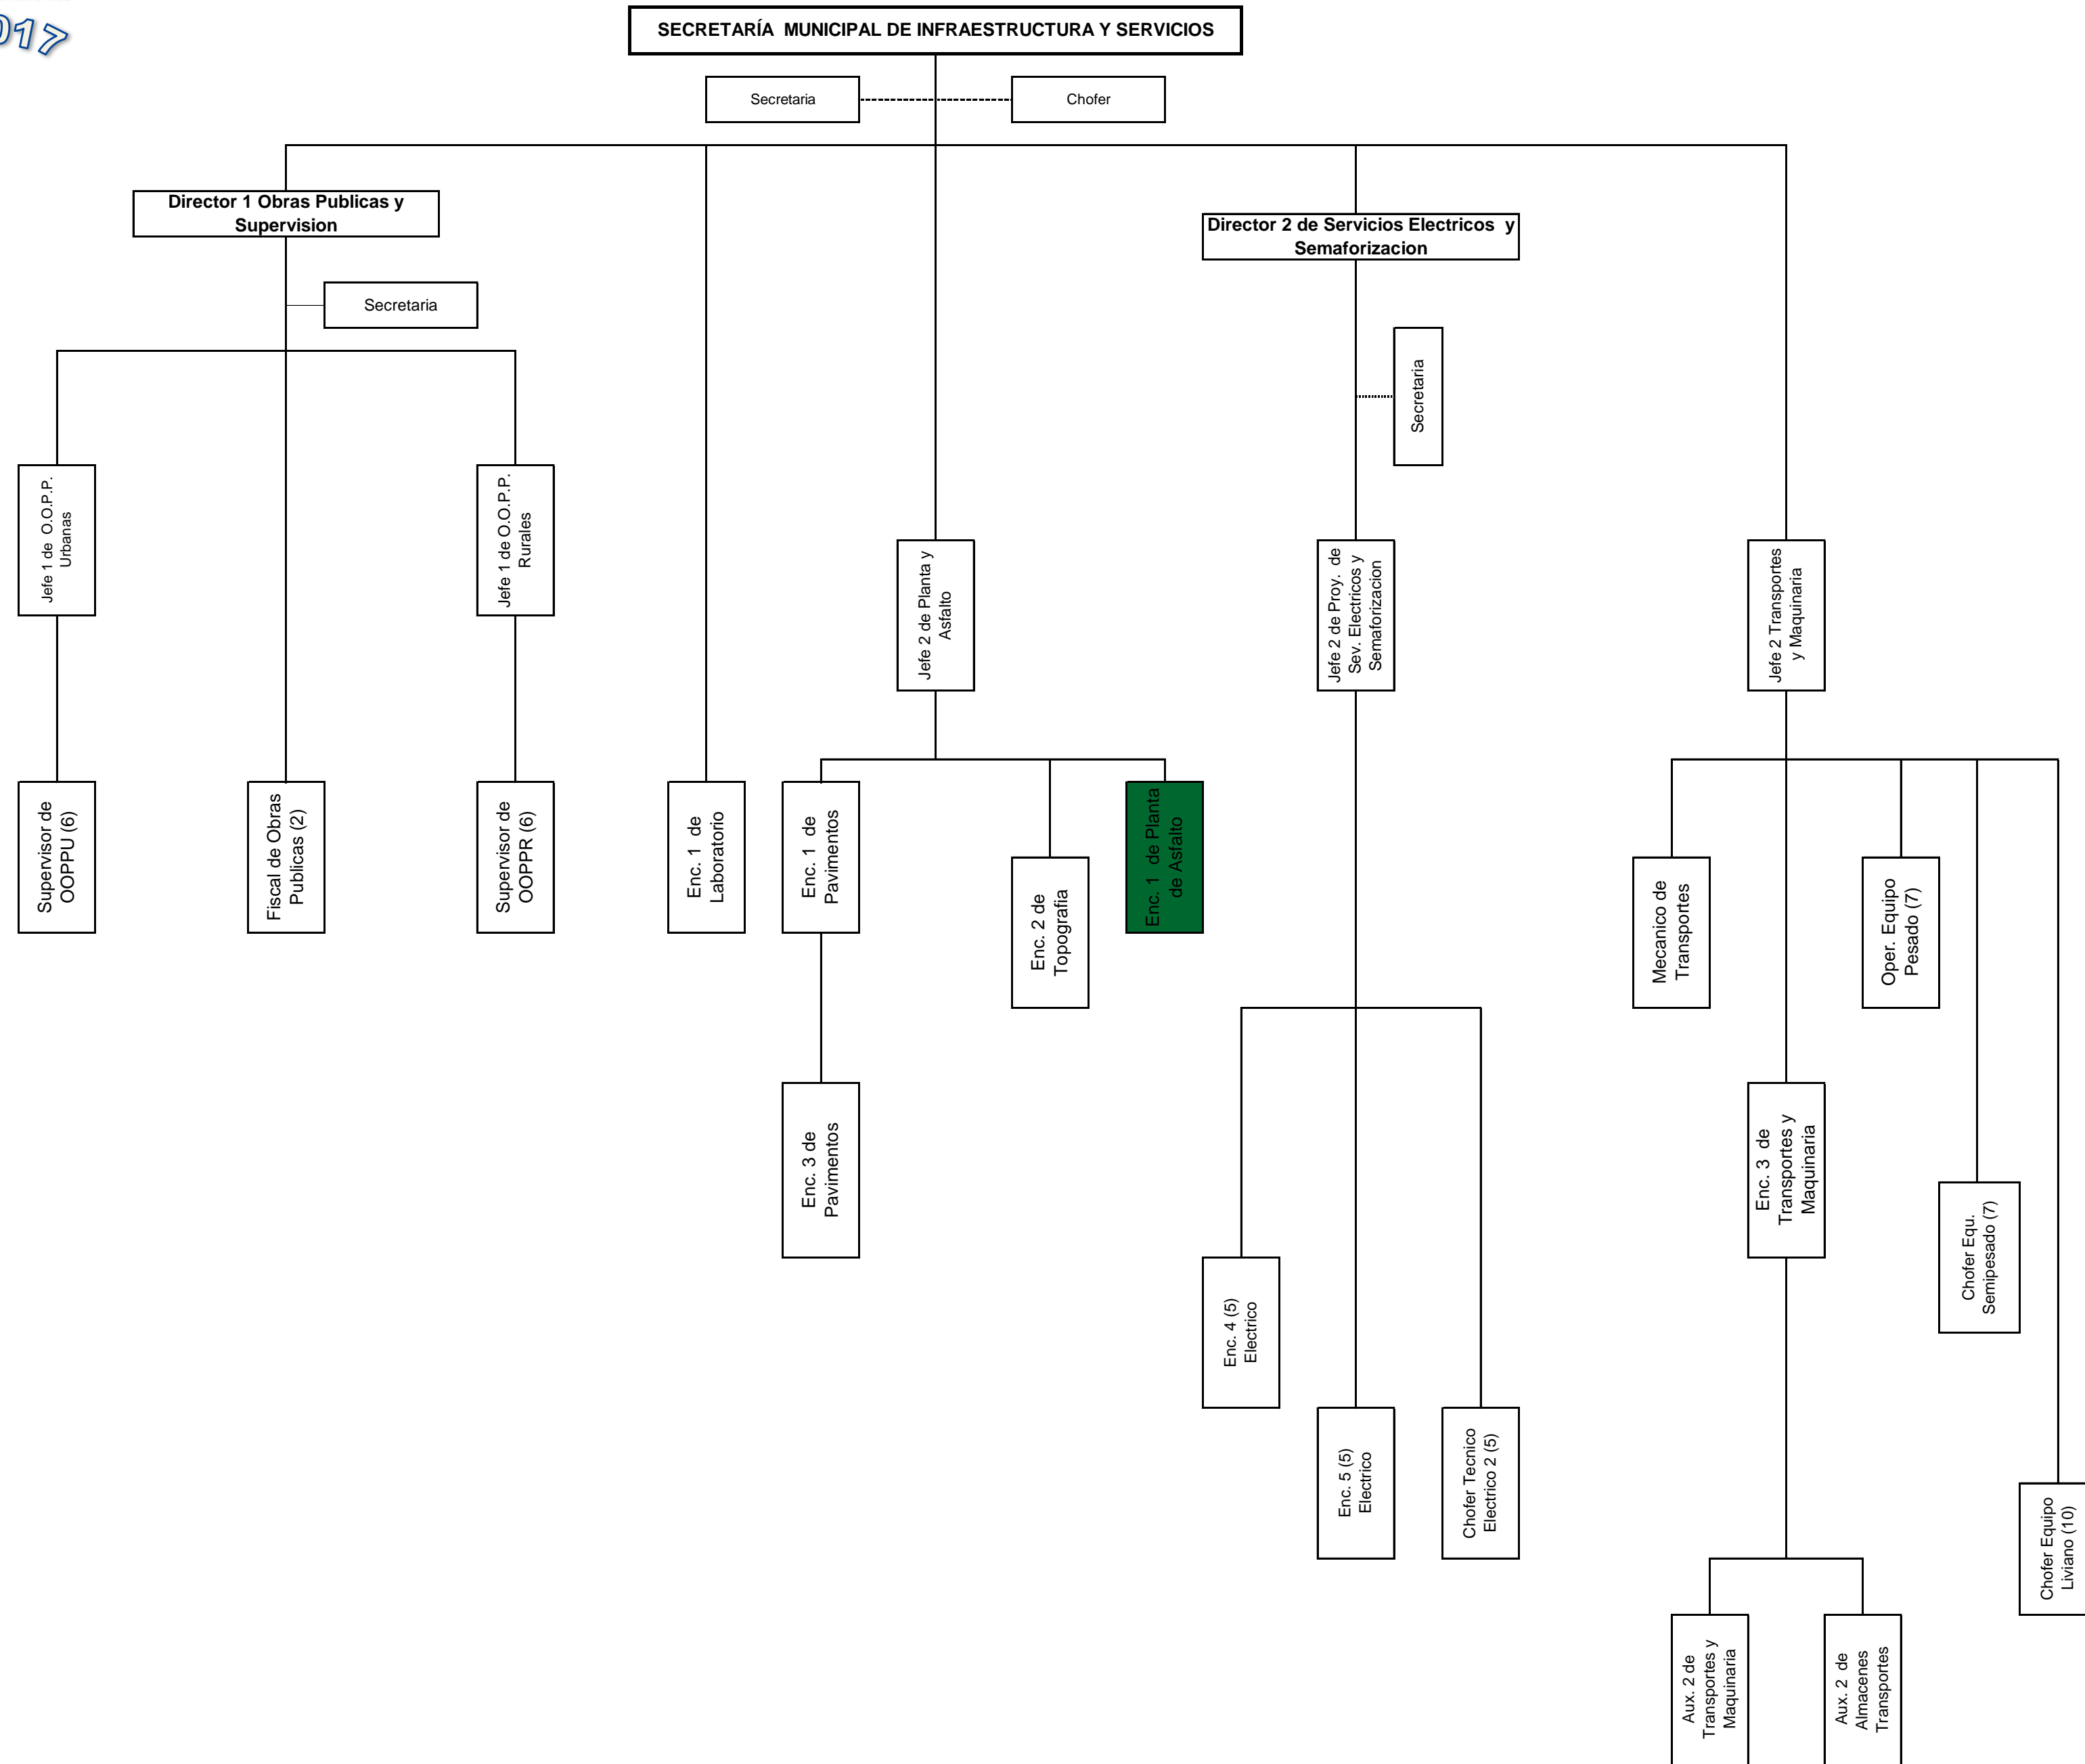 017
SECRETARÍA MUNICIPAL DE INFRAESTRUCTURA Y SERVICIOS
Secretaria
Chofer
Director 1 Obras Publicas y
Supervision
Director 2 de Servicios Electricos y
Semaforizacion
Secretaria
Secretaria
Jefe 1 de O.O.P.P.
Urbanas
Jefe 1 de O.O.P.P.
Rurales
Jefe 2 de Planta y
Asfalto
Jefe 2 de Proy. de
Sev. Electricos y
Semaforizacion
Jefe 2 Transportes
y Maquinaria
Supervisor de
OOPPU (6)
Fiscal de Obras
Publicas (2)
Supervisor de
OOPPR (6)
Enc. 1 de
Laboratorio
Enc. 1 de
Pavimentos
Enc. 2 de
Topografia
Enc. 1 de Planta
de Asfalto
Mecanico de
Transportes
Oper. Equipo
Pesado (7)
Enc. 3 de
Pavimentos
Enc. 3 de
Transportes y
Maquinaria
Chofer Equ.
Semipesado (7)
Enc. 4 (5)
Electrico
Enc. 5 (5)
Electrico
Chofer Tecnico
Electrico 2 (5)
Chofer Equipo
Liviano (10)
Aux. 2 de
Transportes y
Maquinaria
Aux. 2 de
Almacenes
Transportes